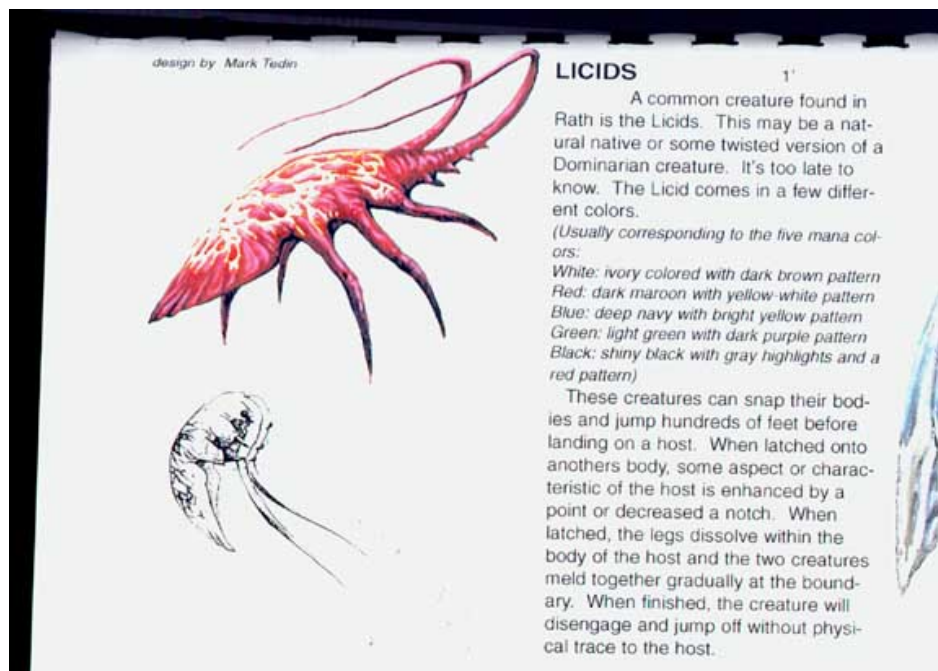 design by Mark Tedin
LICIDS 1'
A common creature found in
Rath is the Licids. This may be a nat-
ural native or some twisted version of a
Dominarian creature. It's too late to
know. The Licid comes in a few differ-
ent colors.
(Usually corresponding to the five mana col-
ors:
White: ivory colored with dark brown pattern
Red: dark maroon with yellow-white pattern
Blue: deep navy with bright yellow pattern
Green: light green with dark purple pattern
Black: shiny black with gray highlights and a
red pattern)
These creatures can snap their bod-
ies and jump hundreds of feet before
landing on a host. When latched onto
anothers body, some aspect or charac-
teristic of the host is enhanced by a
point or decreased a notch. When
latched, the legs dissolve within the
body of the host and the two creatures
meld together gradually at the bound-
ary. When finished, the creature will
disengage and jump off without physi-
cal trace to the host.